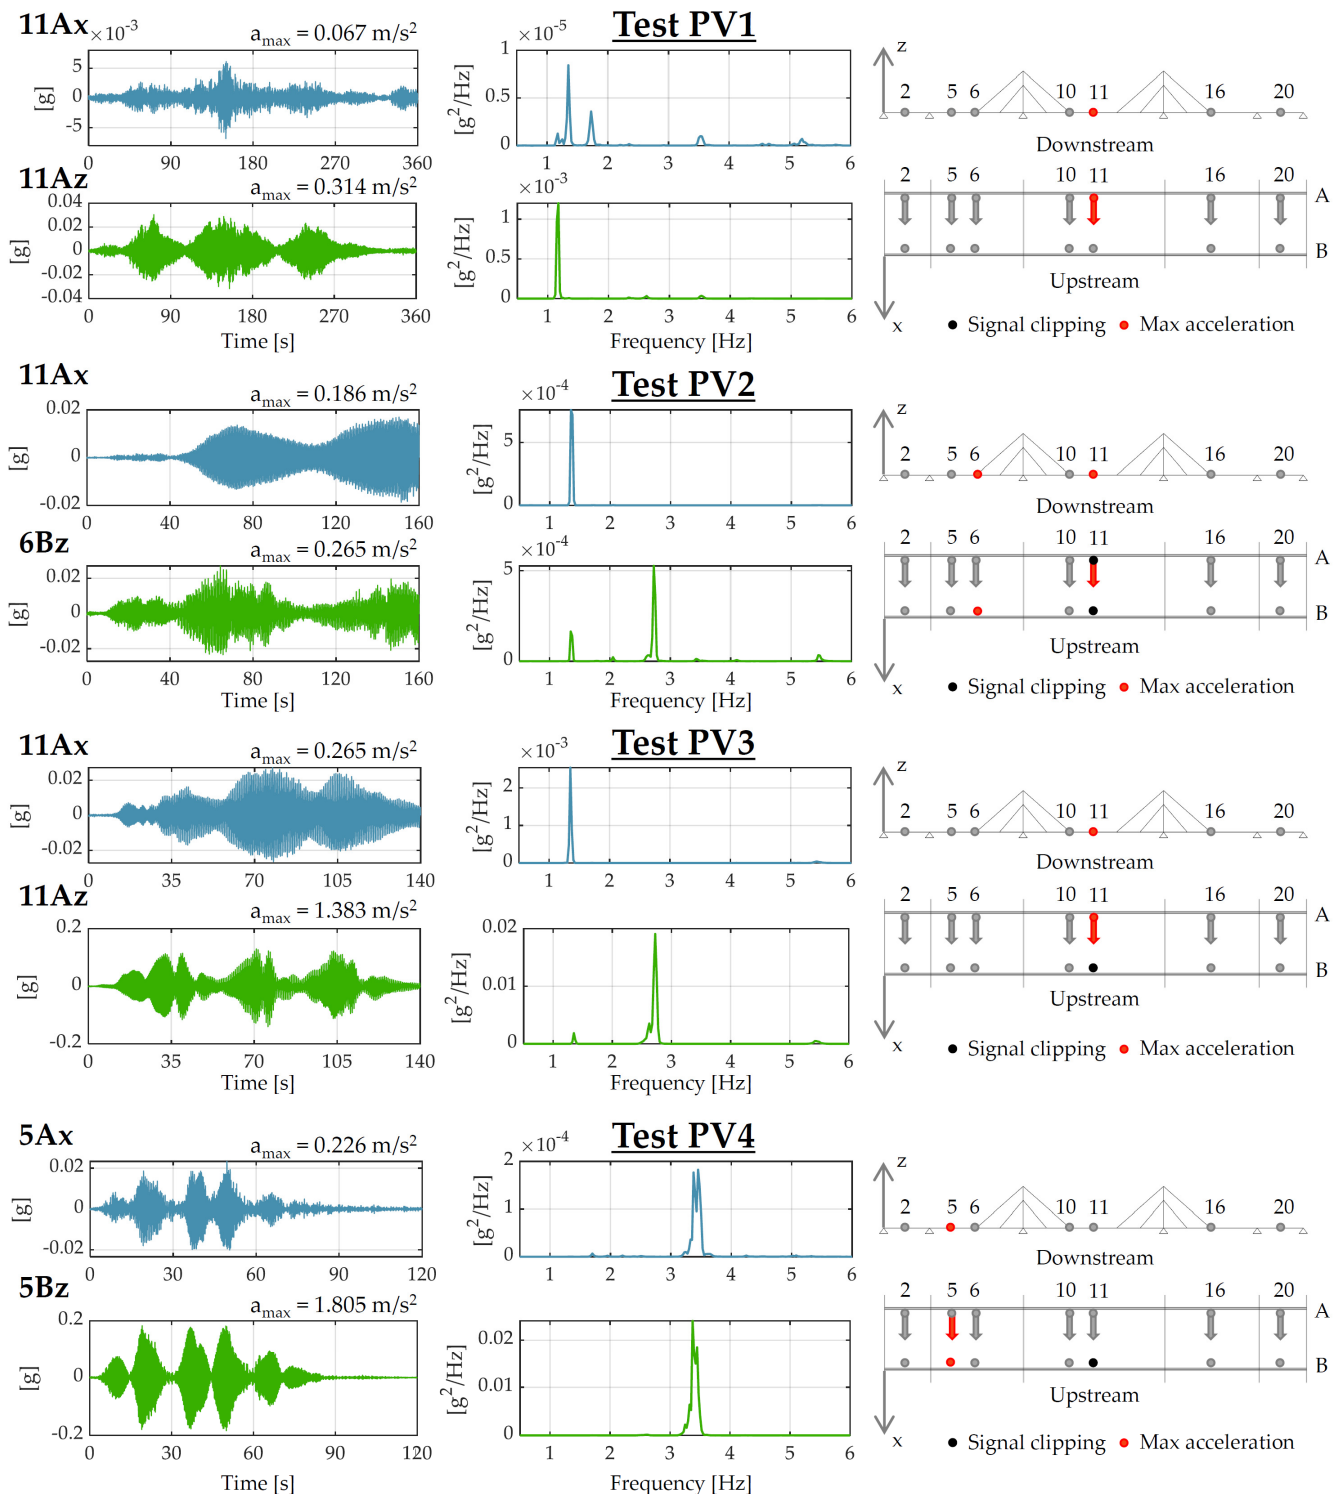 11Ax ×10⁻³ a_max = 0.067 m/s²
Test PV1
[g]
5
0
-5
0 90 180 270 360
×10⁻⁵
[g²/Hz]
1
0.5
0
1 2 3 4 5 6
11Az a_max = 0.314 m/s²
[g]
0.04
0.02
0
-0.02
-0.04
0 90 180 270 360
Time [s]
×10⁻³
[g²/Hz]
1
0.5
0
1 2 3 4 5 6
Frequency [Hz]
z
2 5 6 10 11 16 20
Downstream
2 5 6 10 11 16 20
A
B
Upstream
x
Signal clipping Max acceleration
11Ax a_max = 0.186 m/s²
Test PV2
[g]
0.02
0
-0.02
0 40 80 120 160
×10⁻⁴
[g²/Hz]
5
0
1 2 3 4 5 6
6Bz a_max = 0.265 m/s²
[g]
0.02
0
-0.02
0 40 80 120 160
Time [s]
×10⁻⁴
[g²/Hz]
5
0
1 2 3 4 5 6
Frequency [Hz]
z
2 5 6 10 11 16 20
Downstream
2 5 6 10 11 16 20
A
B
Upstream
x
Signal clipping Max acceleration
11Ax a_max = 0.265 m/s²
Test PV3
[g]
0.02
0
-0.02
0 35 70 105 140
×10⁻³
[g²/Hz]
2
1
0
1 2 3 4 5 6
11Az a_max = 1.383 m/s²
[g]
0.2
0
-0.2
0 35 70 105 140
Time [s]
[g²/Hz]
0.02
0.01
0
1 2 3 4 5 6
Frequency [Hz]
z
2 5 6 10 11 16 20
Downstream
2 5 6 10 11 16 20
A
B
Upstream
x
Signal clipping Max acceleration
5Ax a_max = 0.226 m/s²
Test PV4
[g]
0.02
0
-0.02
0 30 60 90 120
×10⁻⁴
[g²/Hz]
2
1
0
1 2 3 4 5 6
5Bz a_max = 1.805 m/s²
[g]
0.2
0
-0.2
0 30 60 90 120
Time [s]
[g²/Hz]
0.02
0.01
0
1 2 3 4 5 6
Frequency [Hz]
z
2 5 6 10 11 16 20
Downstream
2 5 6 10 11 16 20
A
B
Upstream
x
Signal clipping Max acceleration